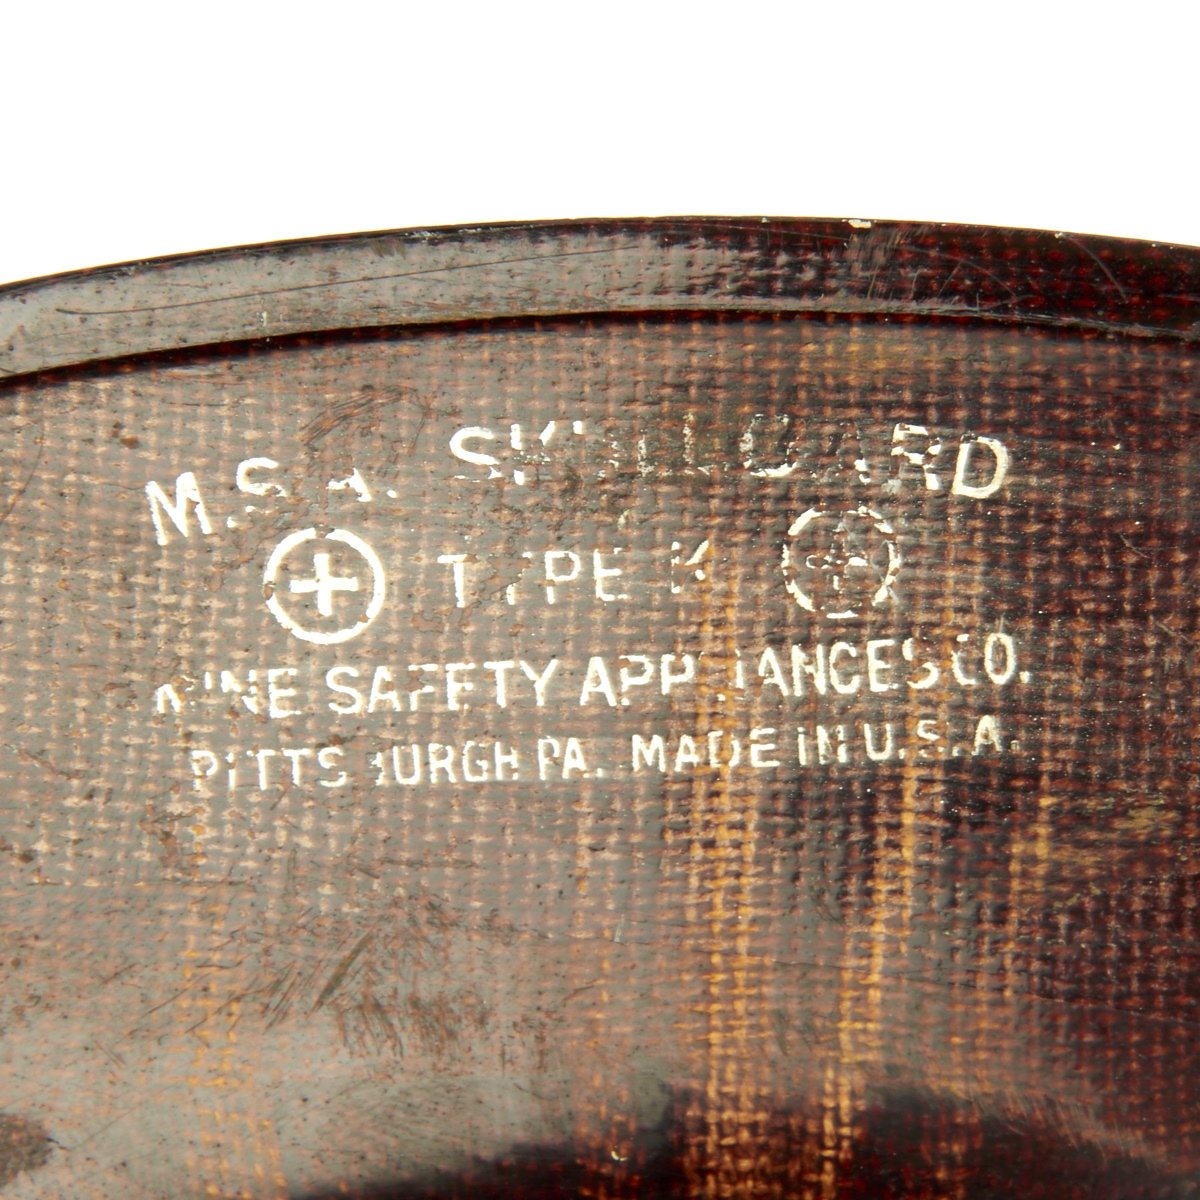 M.S.A. SKULLGARD
TYPE K
MINE SAFETY APPLIANCES CO.
PITTSBURGH PA. MADE IN U.S.A.